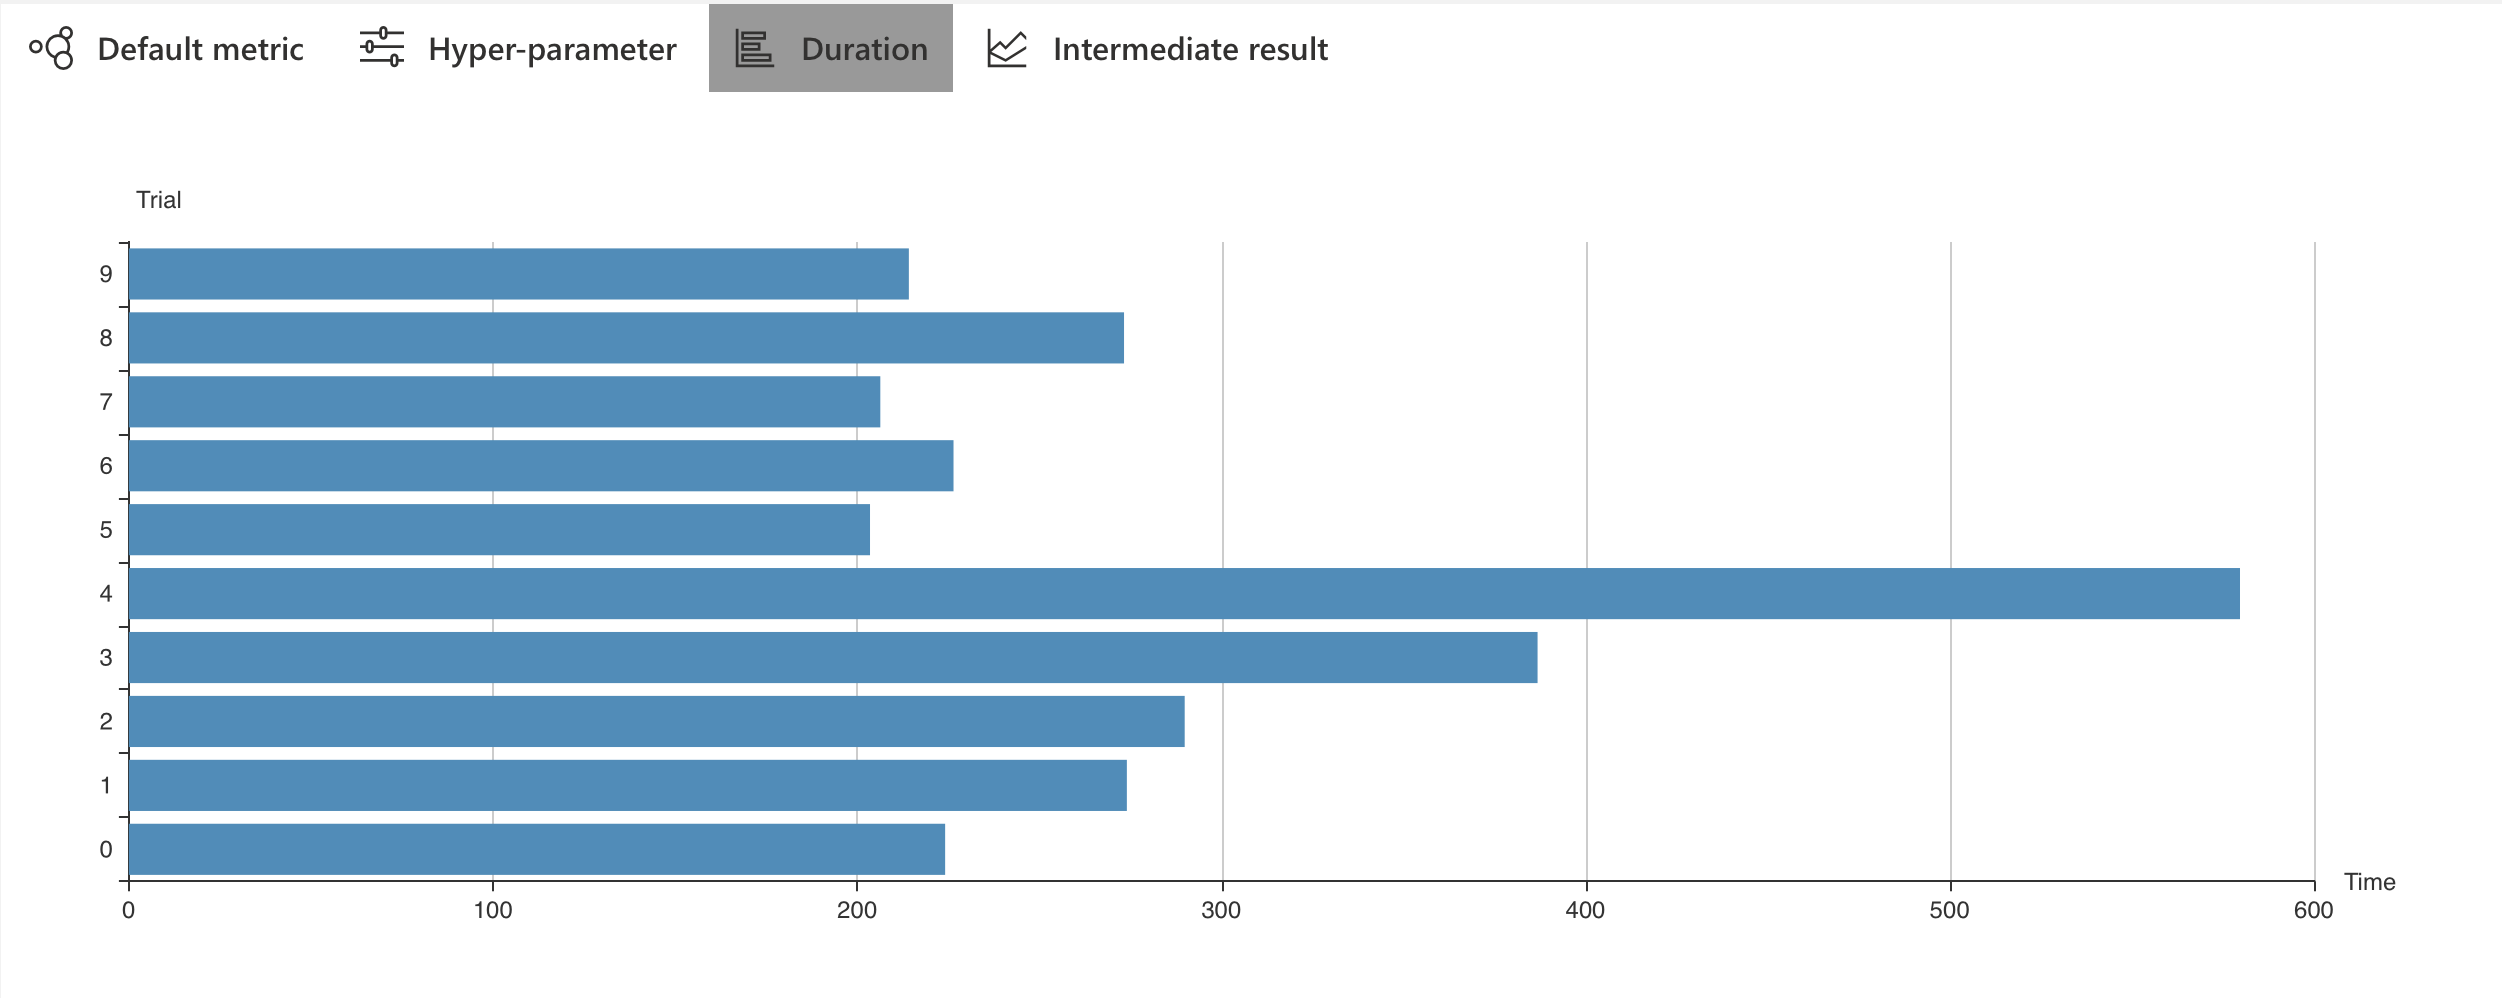 Default metric Hyper-parameter Duration Intermediate result
Trial
9
8
7
6
5
4
3
2
1
0
Time
0 100 200 300 400 500 600